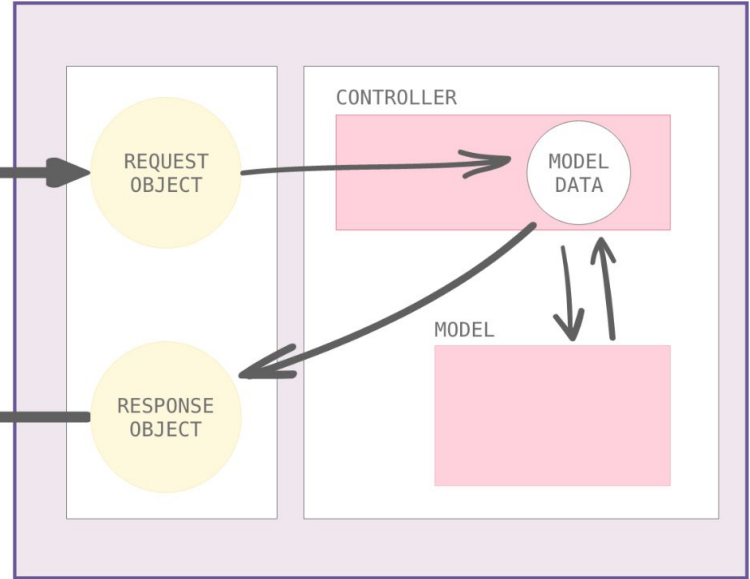 CONTROLLER
REQUEST
OBJECT
MODEL
DATA
MODEL
RESPONSE
OBJECT